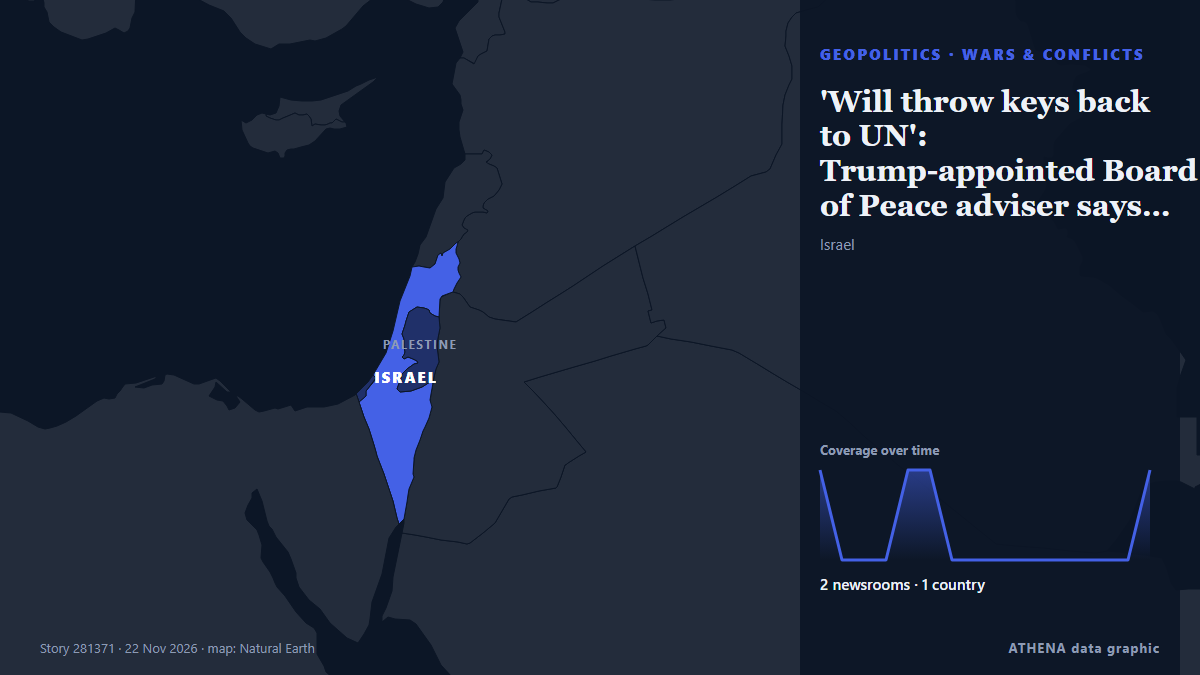 GEOPOLITICS · WARS & CONFLICTS
'Will throw keys back
to UN':
Trump-appointed Board
of Peace adviser says...
Israel
PALESTINE
ISRAEL
Coverage over time
2 newsrooms · 1 country
Story 281371 · 22 Nov 2026 · map: Natural Earth
ATHENA data graphic